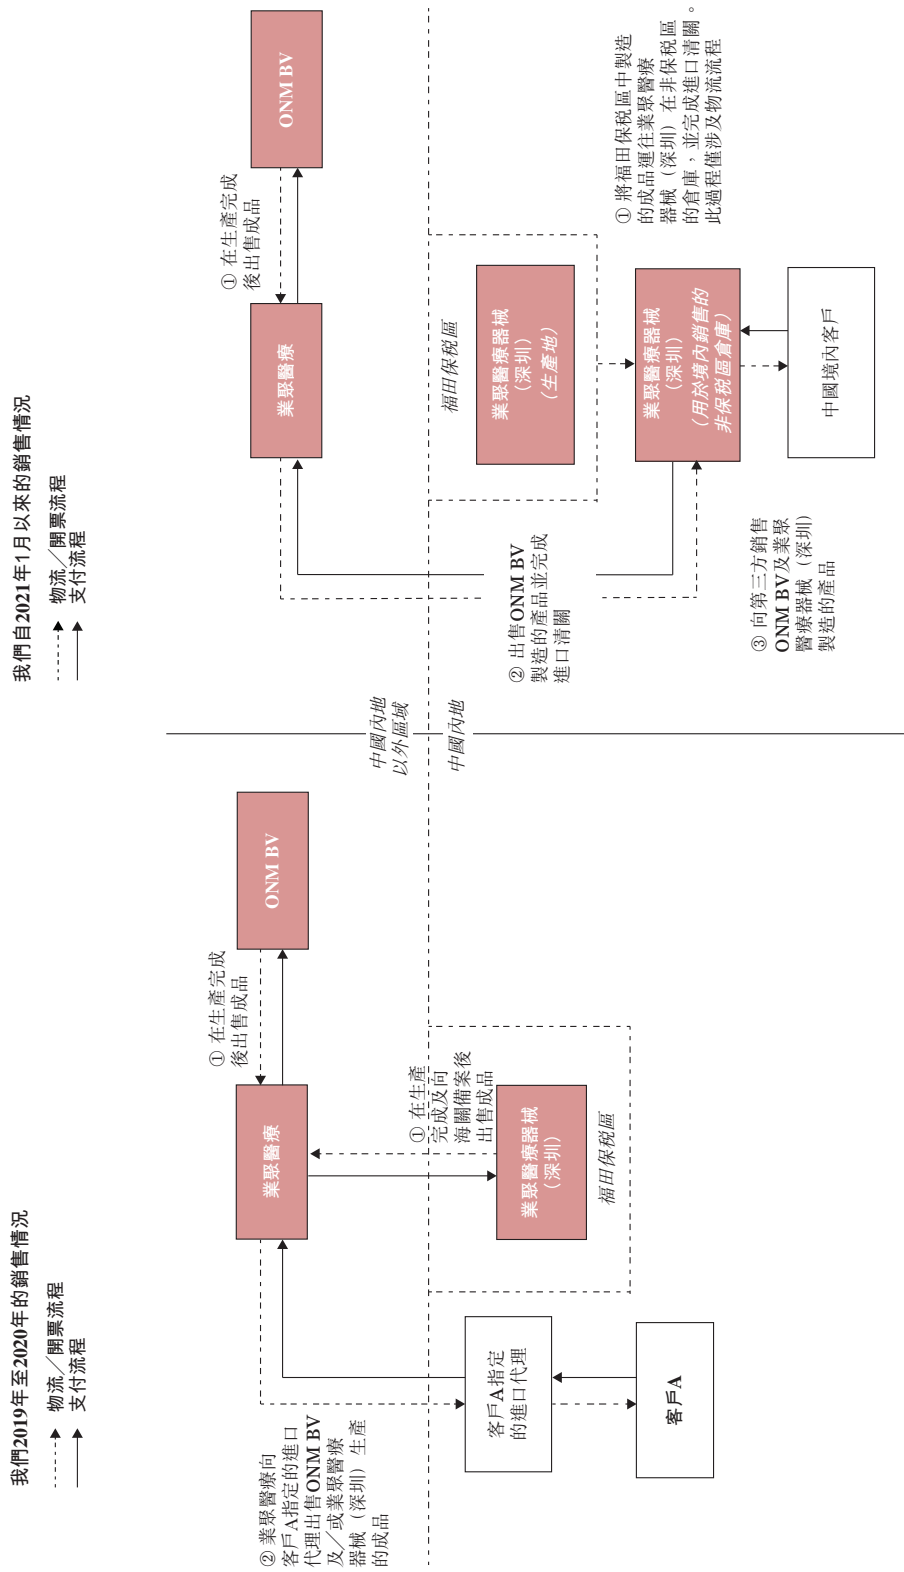 我們2019年至2020年的銷售情況
物流／開票流程
支付流程
② 業聚醫療向
客戶A指定的進口
代理出售ONM BV
及／或業聚醫療
器械（深圳）生產
的成品
業聚醫療
① 在生產完成
後出售成品
ONM BV
① 在生產
完成及向
海關備案後
出售成品
客戶A指定
的進口代理
業聚醫療器械
（深圳）
福田保税區
客戶A
中國內地
以外區域
中國內地
我們自2021年1月以來的銷售情況
物流／開票流程
支付流程
業聚醫療
① 在生產完成
後出售成品
ONM BV
福田保税區
業聚醫療器械
（深圳）
（生產地）
② 出售ONM BV
製造的產品並完成
進口清關
① 將福田保税區中製造
的成品運往業聚醫療
器械（深圳）在非保税區
的倉庫，並完成進口清關。
此過程僅涉及物流流程
業聚醫療器械
（深圳）
（用於境內銷售的
非保税區倉庫）
③ 向第三方銷售
ONM BV及業聚
醫療器械（深圳）
製造的產品
中國境內客戶